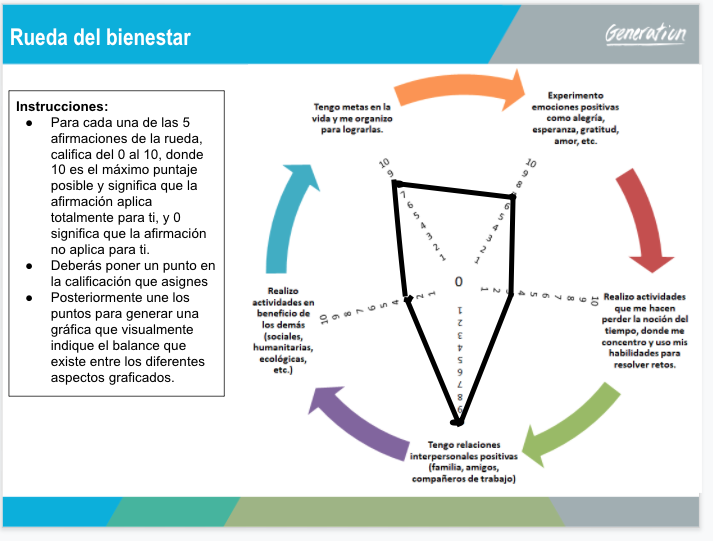 Rueda del bienestar
Generation
Instrucciones:
● Para cada una de las 5
afirmaciones de la rueda,
califica del 0 al 10, donde
10 es el máximo puntaje
posible y significa que la
afirmación aplica
totalmente para ti, y 0
significa que la afirmación
no aplica para ti.
● Deberás poner un punto en
la calificación que asignes
● Posteriormente une los
puntos para generar una
gráfica que visualmente
indique el balance que
existe entre los diferentes
aspectos graficados.
Tengo metas en la
vida y me organizo
para lograrlas.
Experimento
emociones positivas
como alegría,
esperanza, gratitud,
amor, etc.
10
9
7
6
5
4
3
2
1
10
9
8
6
5
4
3
2
1
0
Realizo
actividades en
beneficio de
los demás
(sociales,
humanitarias,
ecológicas,
etc.)
10 9 8 7 6 5 4 2 1
1 2 4 5 6 7 8 9 10
Realizo actividades
que me hacen
perder la noción del
tiempo, donde me
concentro y uso mis
habilidades para
resolver retos.
1
2
3
4
5
6
7
8
9
Tengo relaciones
interpersonales positivas
(familia, amigos,
compañeros de trabajo)